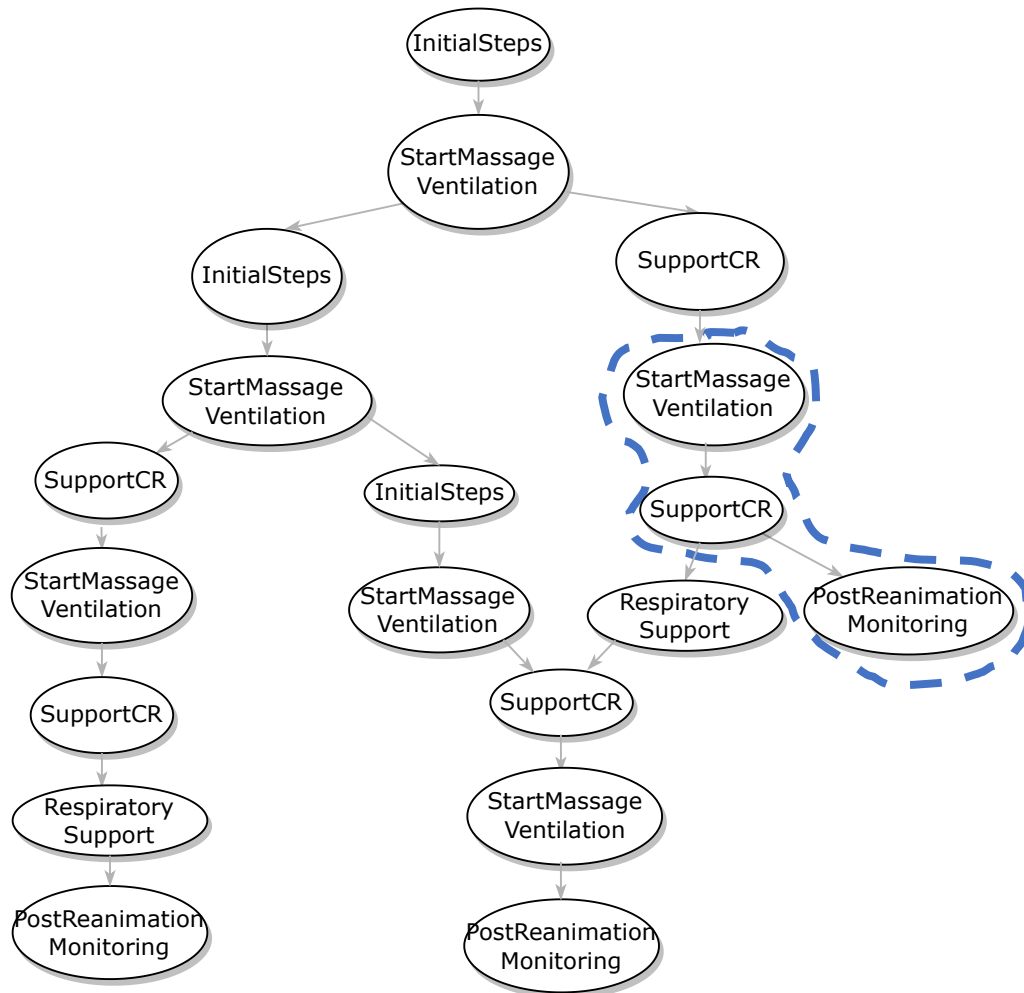 InitialSteps
StartMassage
Ventilation
InitialSteps
SupportCR
StartMassage
Ventilation
StartMassage
Ventilation
SupportCR
InitialSteps
SupportCR
StartMassage
Ventilation
StartMassage
Ventilation
Respiratory
Support
PostReanimation
Monitoring
SupportCR
SupportCR
Respiratory
Support
StartMassage
Ventilation
PostReanimation
Monitoring
PostReanimation
Monitoring